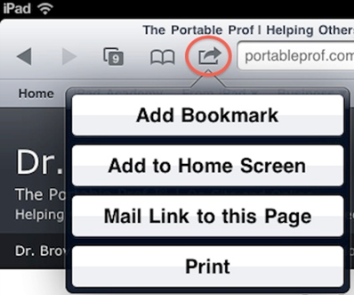 iPad
The Portable Prof | Helping Others
9
portableprof.com
Home
Add Bookmark
Dr.
Add to Home Screen
The Po
Helping
Mail Link to this Page
Dr. Brow
Print